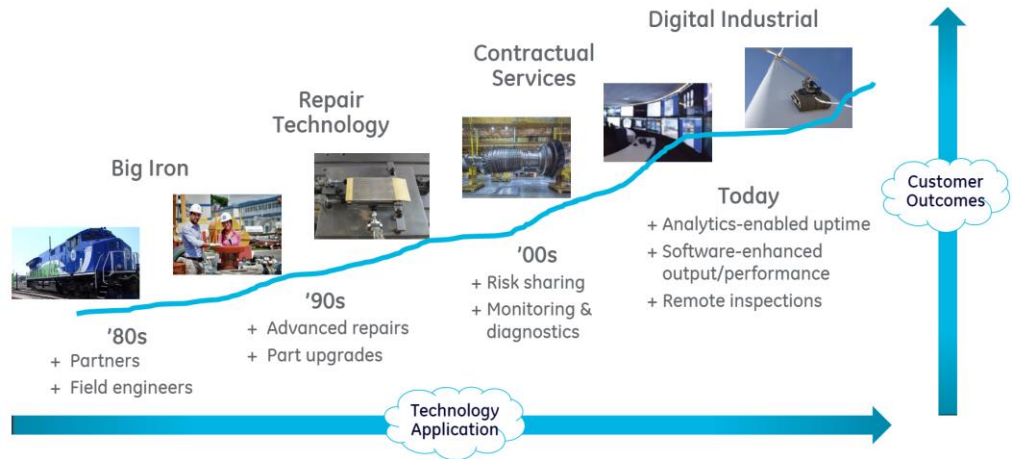 Digital Industrial
Contractual
Services
Repair
Technology
Big Iron
Customer
Outcomes
Today
+ Analytics-enabled uptime
+ Software-enhanced
output/performance
+ Remote inspections
'00s
+ Risk sharing
+ Monitoring &
diagnostics
'90s
+ Advanced repairs
+ Part upgrades
'80s
+ Partners
+ Field engineers
Technology
Application